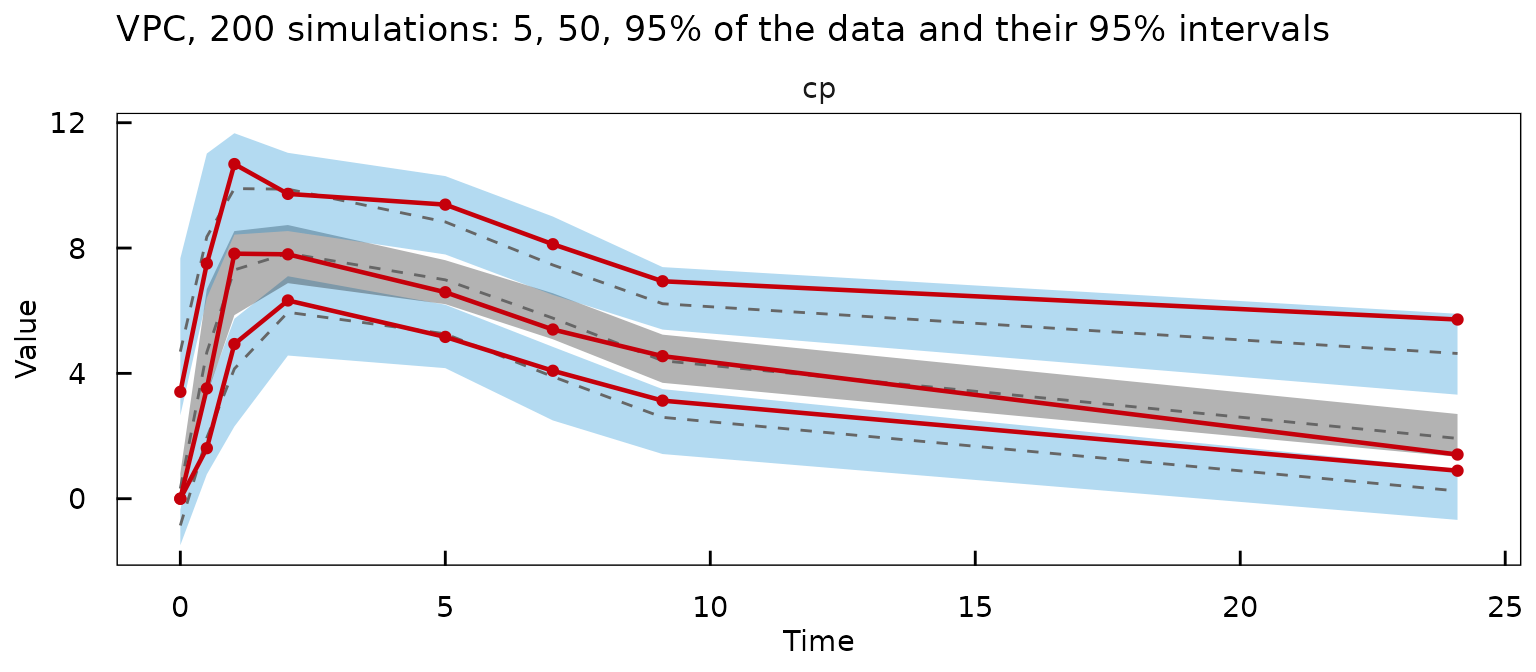 VPC, 200 simulations: 5, 50, 95% of the data and their 95% intervals
cp
12
8
4
0
Value
0 5 10 15 20 25
Time